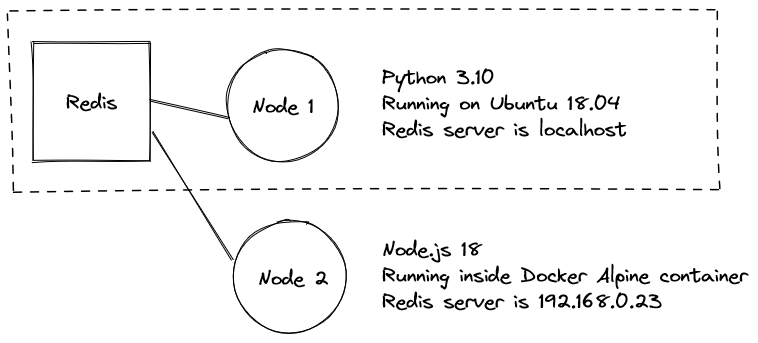 Redis
Node 1
Python 3.10
Running on Ubuntu 18.04
Redis server is localhost
Node 2
Node.js 18
Running inside Docker Alpine container
Redis server is 192.168.0.23